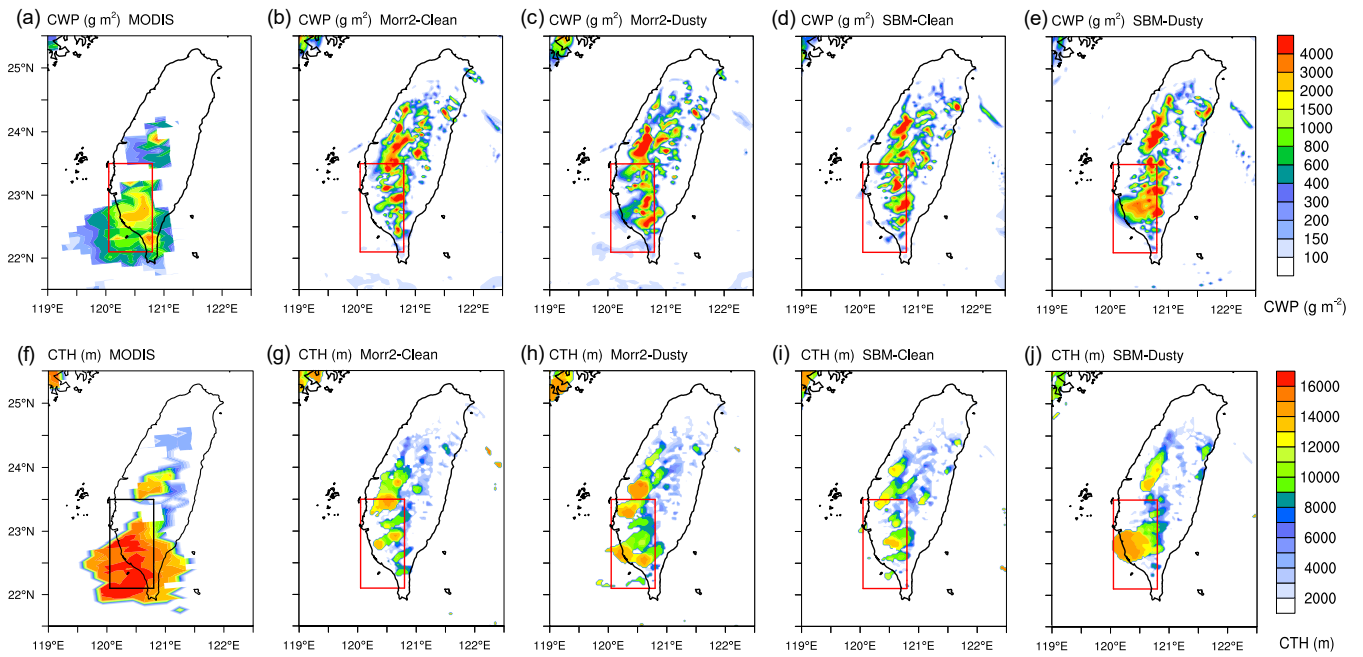 (a) CWP (g m²) MODIS
(b) CWP (g m²) Morr2-Clean
(c) CWP (g m²) Morr2-Dusty
(d) CWP (g m²) SBM-Clean
(e) CWP (g m²) SBM-Dusty
25°N
24°N
23°N
22°N
119°E 120°E 121°E 122°E
119°E 120°E 121°E 122°E
119°E 120°E 121°E 122°E
119°E 120°E 121°E 122°E
119°E 120°E 121°E 122°E
4000
3000
2000
1500
1000
800
600
400
300
200
150
100
CWP (g m⁻²)
(f) CTH (m) MODIS
(g) CTH (m) Morr2-Clean
(h) CTH (m) Morr2-Dusty
(i) CTH (m) SBM-Clean
(j) CTH (m) SBM-Dusty
25°N
24°N
23°N
22°N
119°E 120°E 121°E 122°E
119°E 120°E 121°E 122°E
119°E 120°E 121°E 122°E
119°E 120°E 121°E 122°E
119°E 120°E 121°E 122°E
16000
14000
12000
10000
8000
6000
4000
2000
CTH (m)